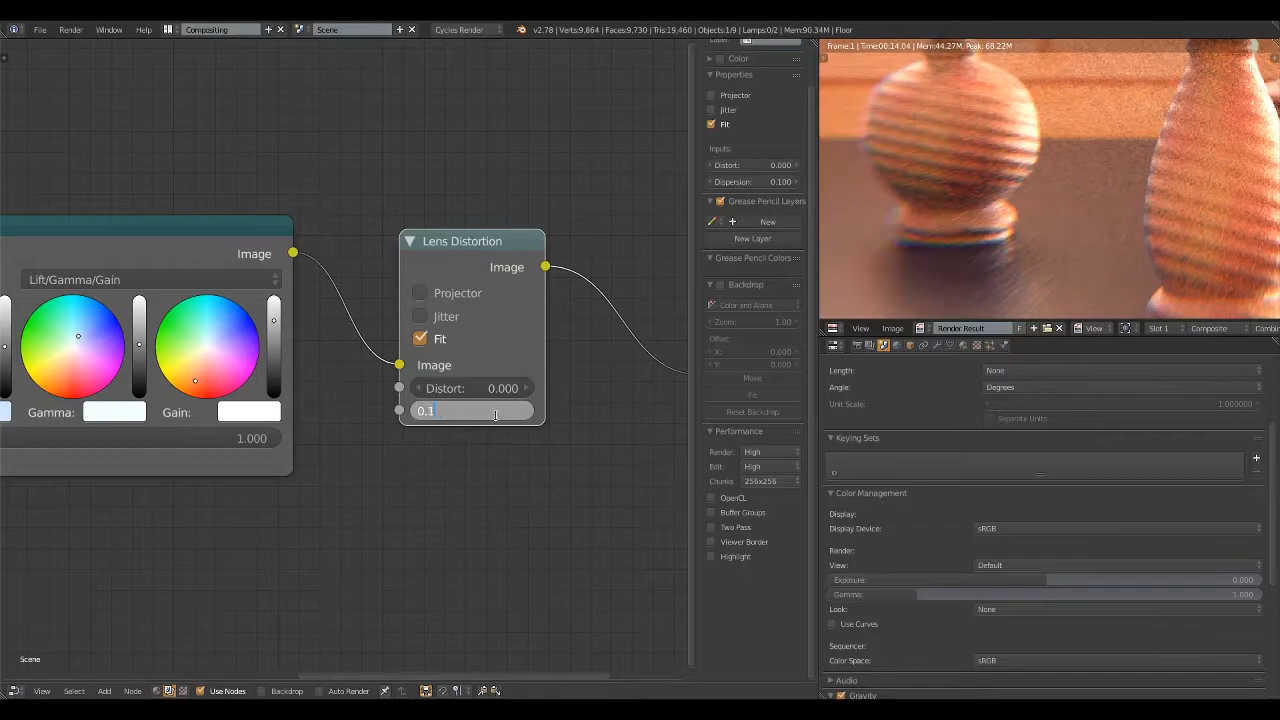 File Render Window Help Compositing Scene Cycles Render v2.78 | Verts:9,864 | Faces:9,730 | Tris:19,460 | Objects:1/9 | Lamps:0/2 | Mem:90.34M | Floor
Frame:1 | Time:00:14.04 | Mem:44.27M, Peak: 68.22M
Color
Properties
Projector
Jitter
Fit
Inputs:
Distort: 0.000
Dispersion: 0.100
Grease Pencil Layers
New
New Layer
Grease Pencil Colors
Backdrop
Color and Alpha
Zoom: 1.00
Offset:
X: 0.000
Y: 0.000
Move
Fit
Reset Backdrop
Performance
Render: High
Edit: High
Chunks 256x256
OpenCL
Buffer Groups
Two Pass
Viewer Border
Highlight
Image
Lift/Gamma/Gain
Gamma: Gain:
1.000
Lens Distortion
Image
Projector
Jitter
Fit
Image
Distort: 0.000
0.1
View Image Render Result F View Slot 1 Composite Combin
Length: None
Angle: Degrees
Unit Scale: 1.000000
Separate Units
Keying Sets
Color Management
Display:
Display Device: sRGB
Render:
View: Default
Exposure: 0.000
Gamma: 1.000
Look: None
Use Curves
Sequencer:
Color Space: sRGB
Audio
Gravity
Scene
View Select Add Node Use Nodes Backdrop Auto Render